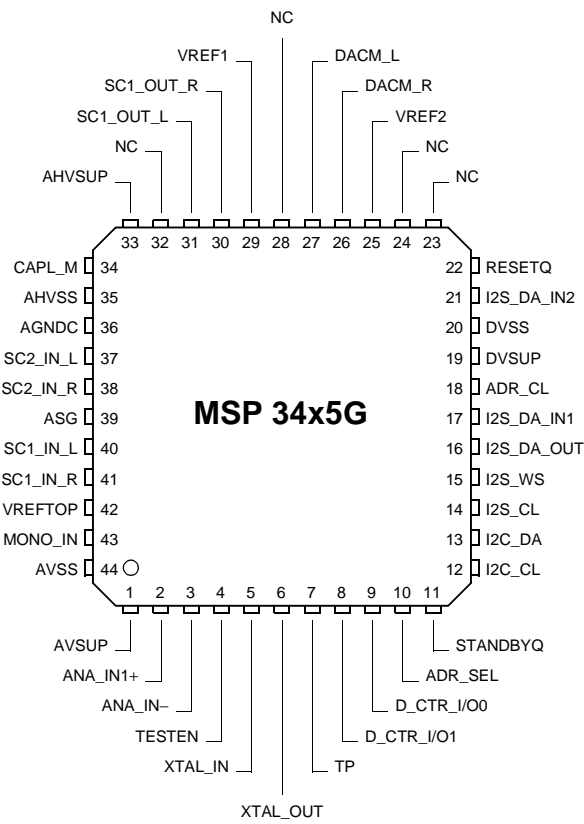 NC
VREF1
DACM_L
SC1_OUT_R
DACM_R
SC1_OUT_L
VREF2
NC
NC
AHVSUP
NC
33 32 31 30 29 28 27 26 25 24 23
CAPL_M 34
22 RESETQ
AHVSS 35
21 I2S_DA_IN2
AGNDC 36
20 DVSS
SC2_IN_L 37
19 DVSUP
SC2_IN_R 38
18 ADR_CL
ASG 39
MSP 34x5G
17 I2S_DA_IN1
SC1_IN_L 40
16 I2S_DA_OUT
SC1_IN_R 41
15 I2S_WS
VREFTOP 42
14 I2S_CL
MONO_IN 43
13 I2C_DA
AVSS 44
12 I2C_CL
1 2 3 4 5 6 7 8 9 10 11
AVSUP
STANDBYQ
ANA_IN1+
ADR_SEL
ANA_IN−
D_CTR_I/O0
TESTEN
D_CTR_I/O1
XTAL_IN
TP
XTAL_OUT